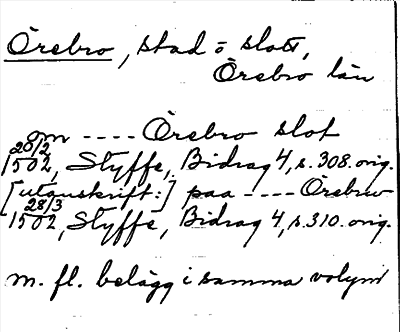 Örebro, stad o slott,
Örebro län
om ---- Örebro slot
20/2
1502, Styffe, Bidrag 4, s. 308. orig.
[utanskrift:] paa ---- Örebro
28/3
1502, Styffe, Bidrag 4, s. 310. orig.
m. fl. belägg i samma volym